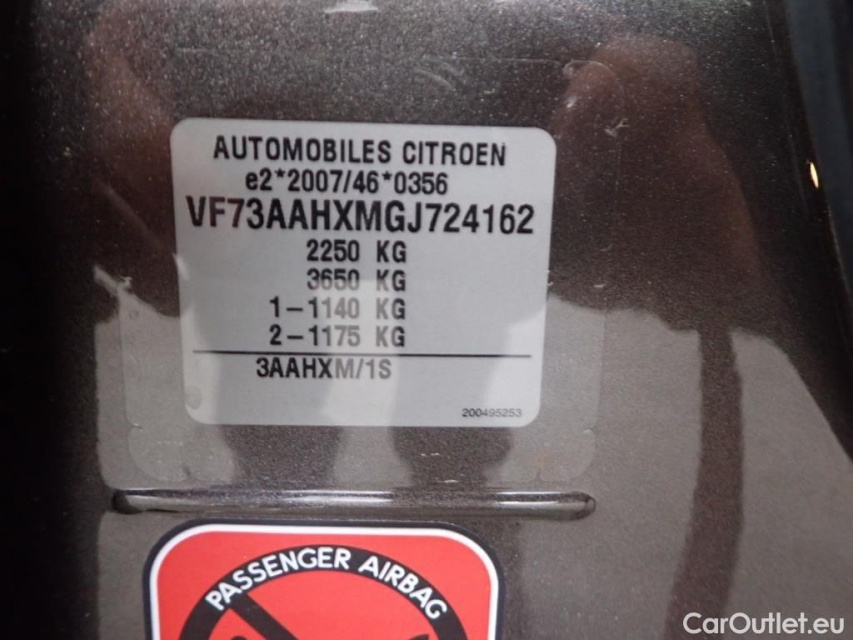 AUTOMOBILES CITROEN
e2*2007/46*0356
VF73AAHXMGJ724162
2250 KG
3650 KG
1-1140 KG
2-1175 KG
3AAHXM/1S
200495253
PASSENGER AIRBAG
CarOutlet.eu